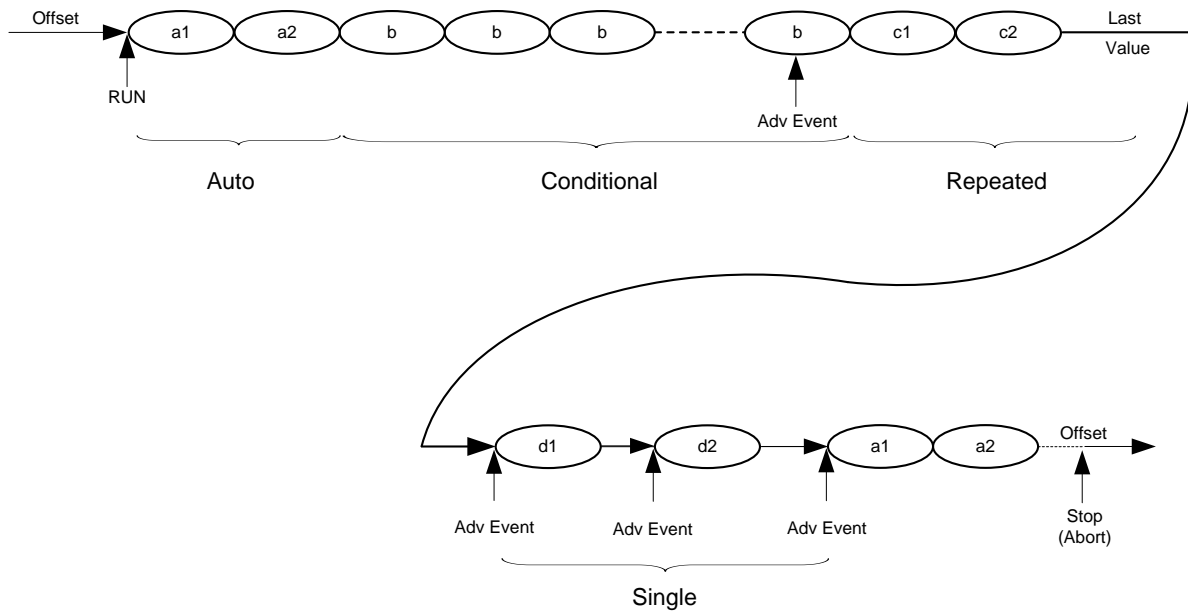 Offset
a1 a2 b b b b c1 c2
Last
Value
RUN
Adv Event
Auto Conditional Repeated
d1 d2 a1 a2
Offset
Adv Event Adv Event Adv Event
Stop
(Abort)
Single